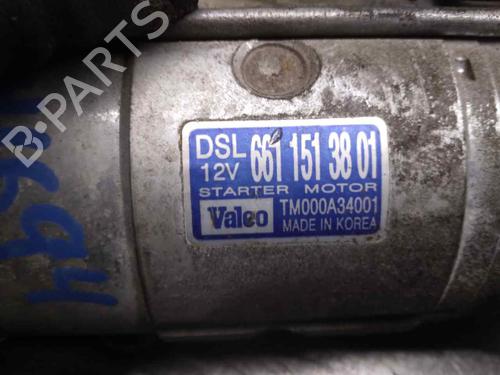 B-PARTS
DSL
12V 661 151 38 01
STARTER MOTOR
Valeo TM000A34001
MADE IN KOREA